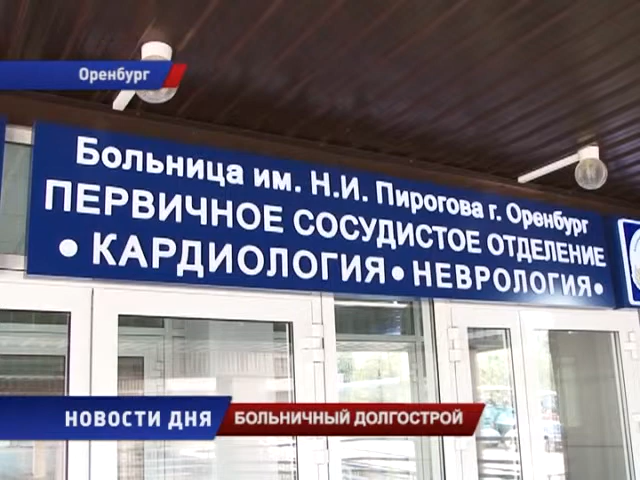 Оренбург
Больница им. Н.И. Пирогова г. Оренбург
ПЕРВИЧНОЕ СОСУДИСТОЕ ОТДЕЛЕНИЕ
• КАРДИОЛОГИЯ • НЕВРОЛОГИЯ •
НОВОСТИ ДНЯ
БОЛЬНИЧНЫЙ ДОЛГОСТРОЙ